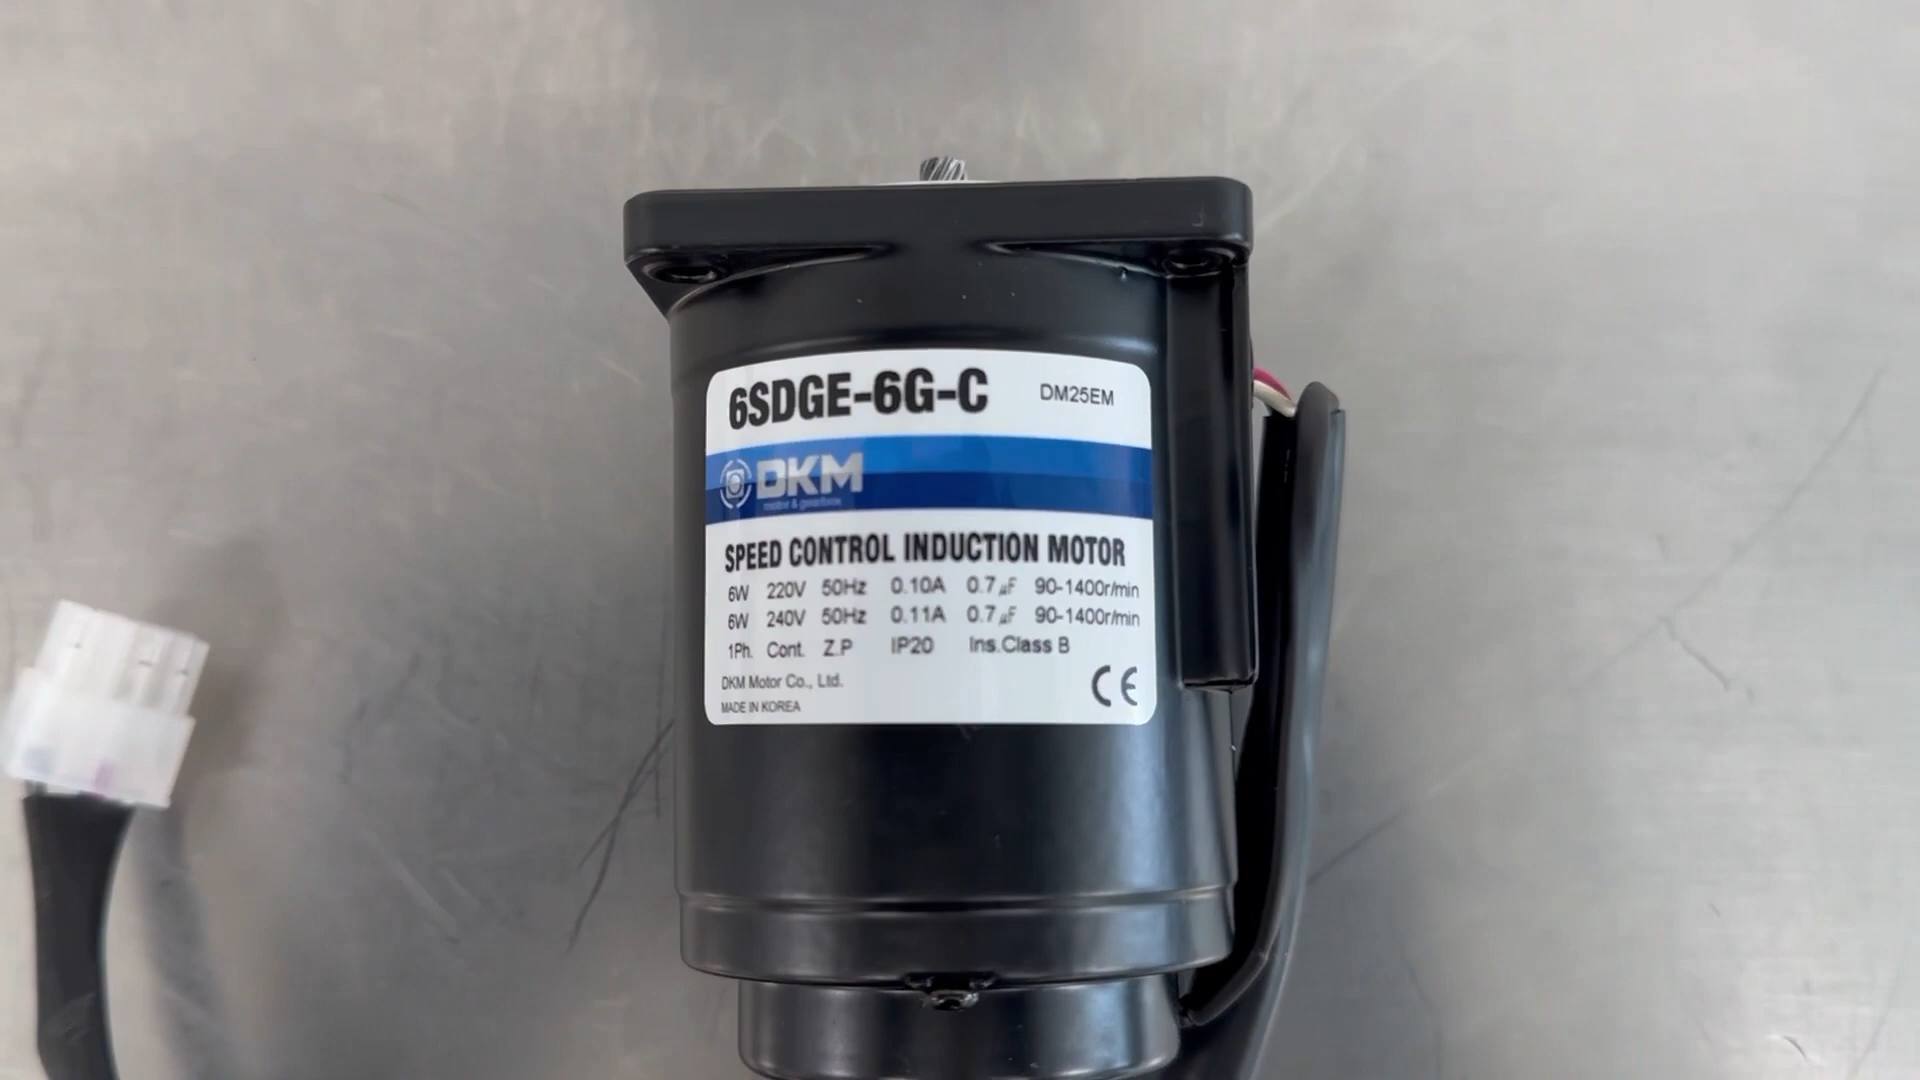 6SDGE-6G-C DM25EM
DKM
motor & gearbox
SPEED CONTROL INDUCTION MOTOR
6W 220V 50Hz 0.10A 0.7㎌ 90-1400r/min
6W 240V 50Hz 0.11A 0.7㎌ 90-1400r/min
1Ph. Cont. Z.P IP20 Ins.Class B
DKM Motor Co., Ltd.
MADE IN KOREA
CE